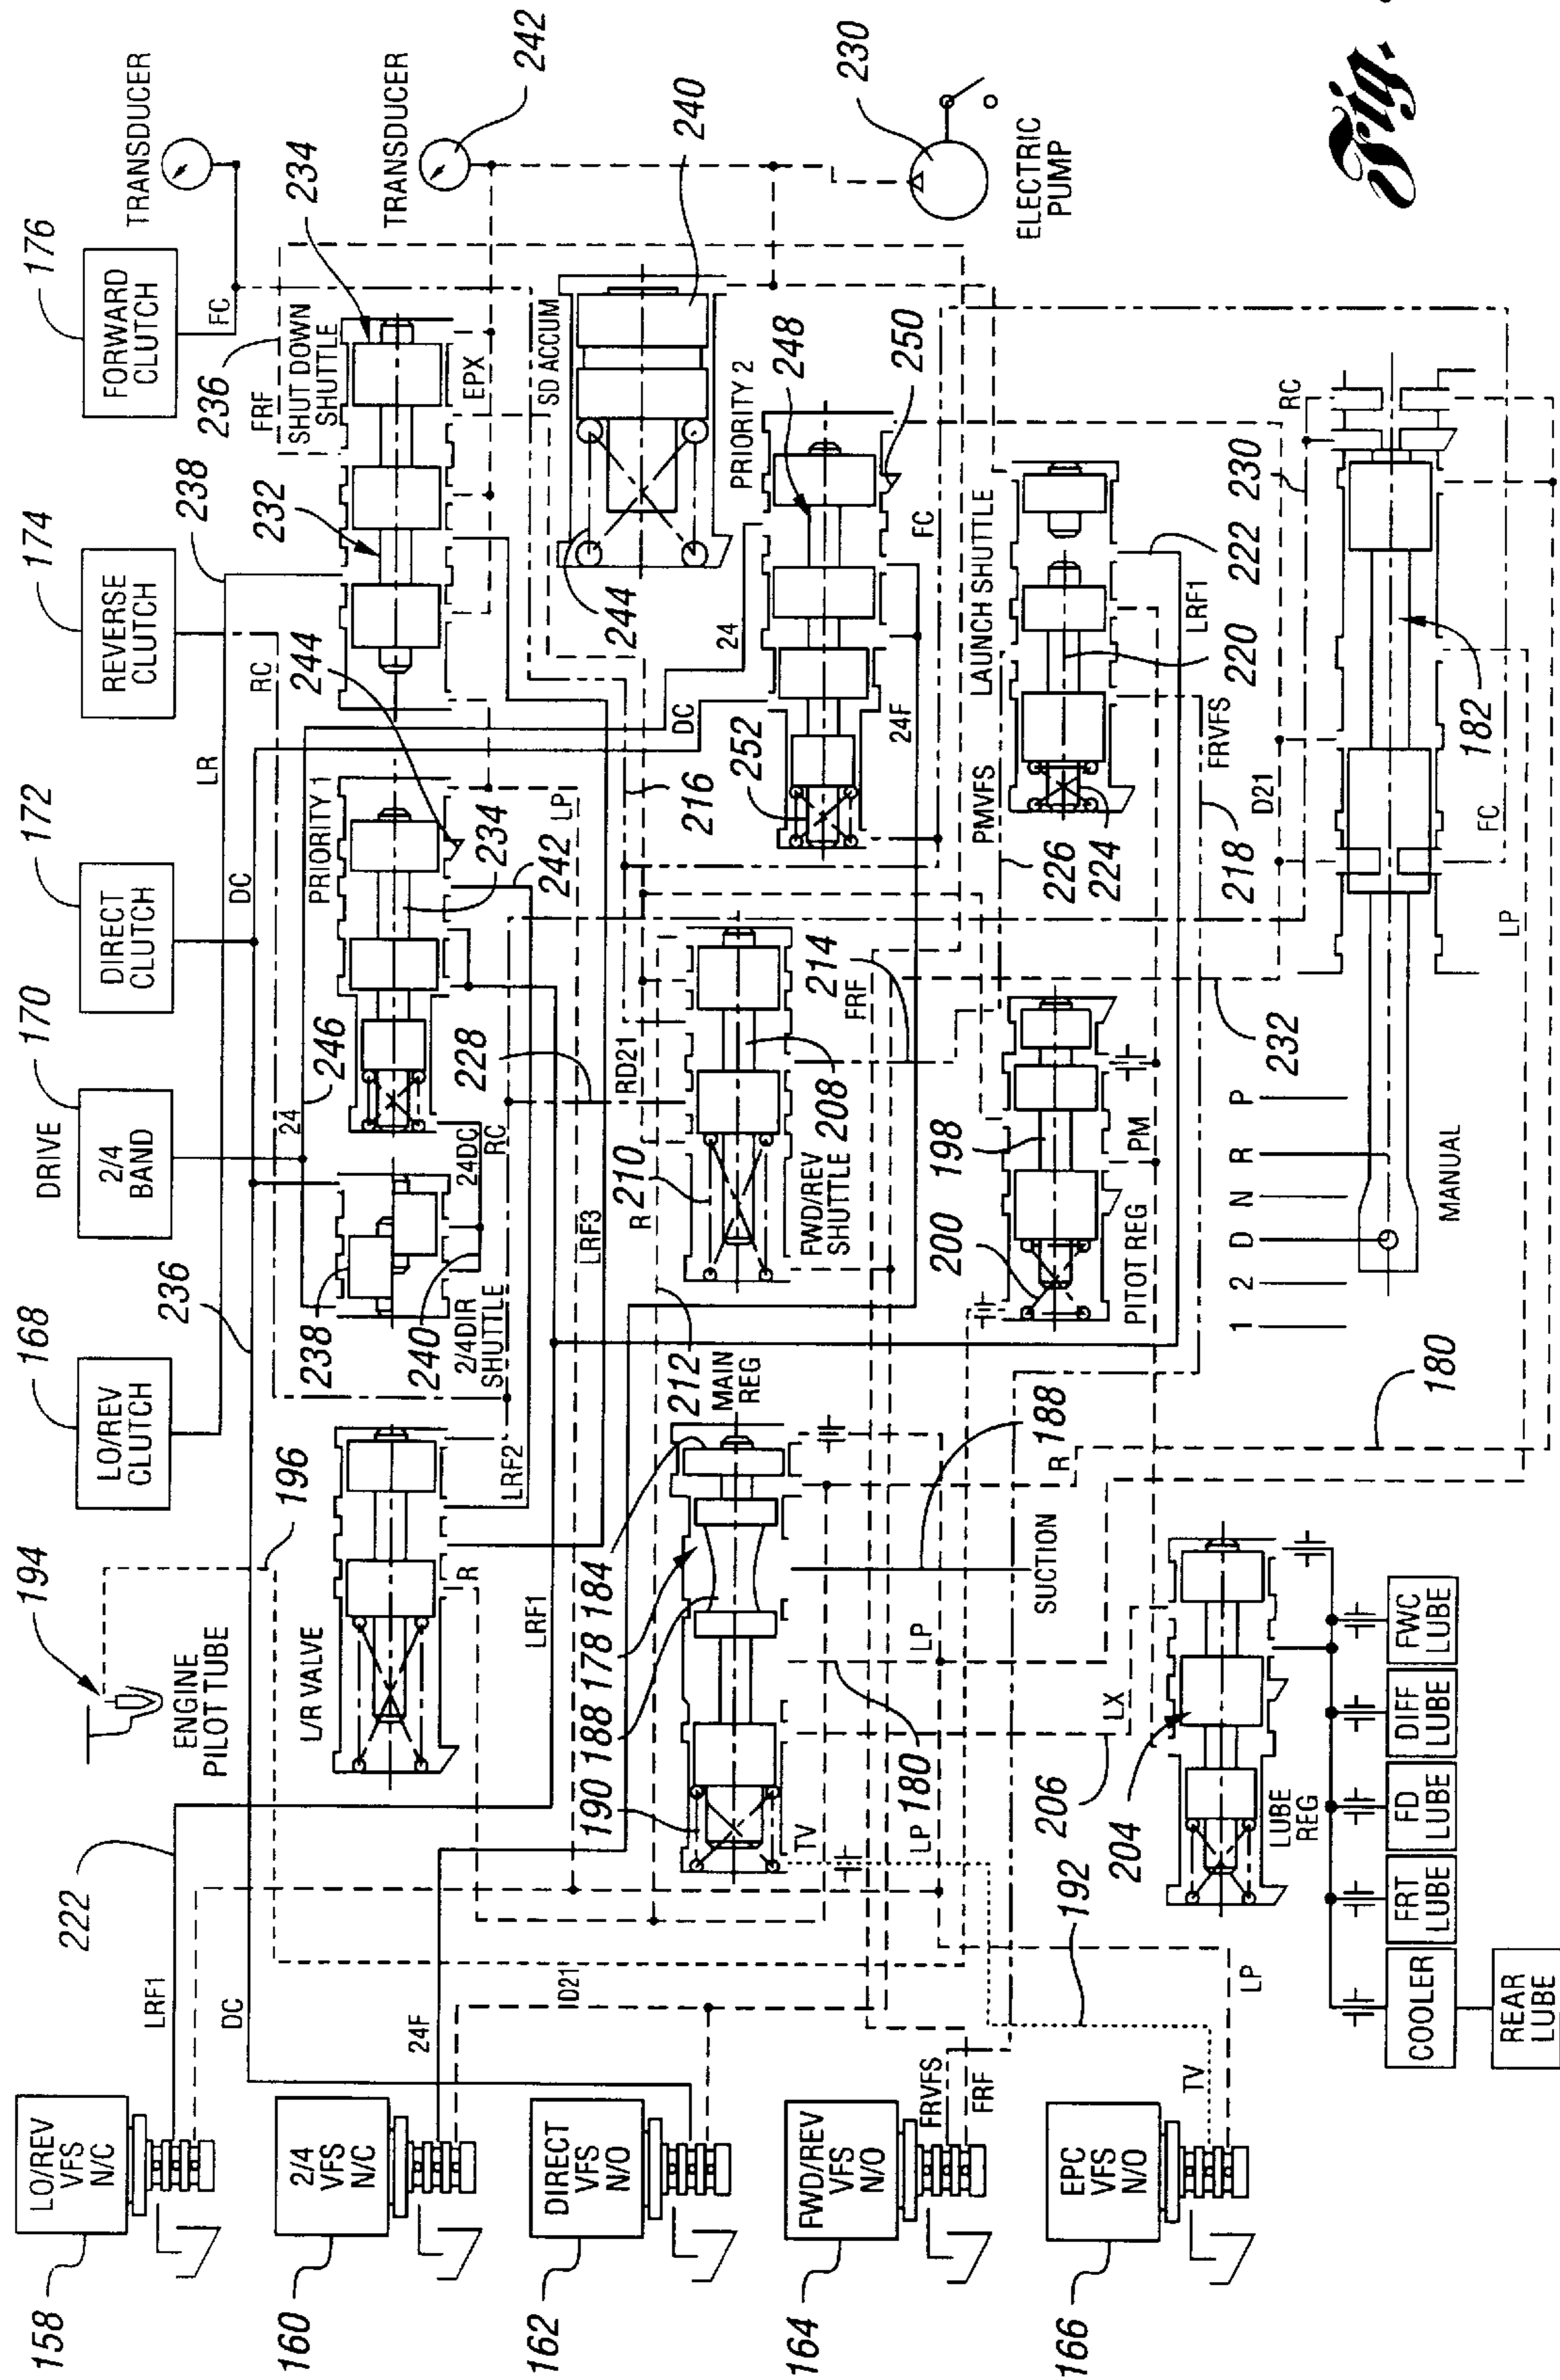 158
LO/REV
VFS
N/C
LRF1
222
160
2/4
VFS
N/C
24F
DC
D21
162
DIRECT
VFS
N/O
164
FWD/REV
VFS
N/O
FRVFS
FRF
166
EPC
VFS
N/O
TV
LP
192
194
ENGINE
PILOT TUBE
196
168
LO/REV
CLUTCH
236
DRIVE
170
2/4
BAND
172
DIRECT
CLUTCH
174
REVERSE
CLUTCH
176
FORWARD
CLUTCH
TRANSDUCER
FC
LR
DC
RC
24
246
238
236
L/R VALVE
R
LRF2
LRF1
238
240
2/4DIR
SHUTTLE
24DC
RC
LRF3
228
PRIORITY 1
234
242
244
LP
232
FRF
SHUT DOWN
SHUTTLE
234
EPX
TRANSDUCER
242
190
188
178
184
MAIN
REG
212
TV
LP
180
LP
188
SUCTION
R
R
210
FWD/REV
SHUTTLE
208
RD21
214
FRF
216
DC
24
24F
252
PRIORITY 2
248
250
FC
SD ACCUM
240
244
230
ELECTRIC
PUMP
200
198
PITOT REG
PM
PMVFS
226
224
220
222
LAUNCH SHUTTLE
LRF1
FRVFS
218
D21
230
RC
232
182
FC
LP
MANUAL
1
2
D
N
R
P
180
LX
206
204
LUBE
REG
COOLER
REAR
LUBE
FRT
LUBE
FD
LUBE
DIFF
LUBE
FWC
LUBE
Fig.